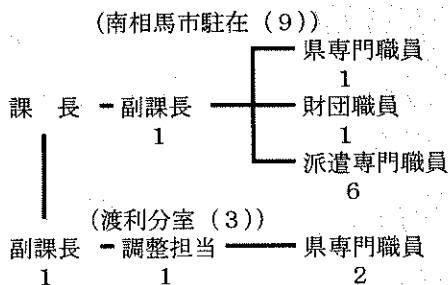 (南相馬市駐在(9))
県専門職員
1
課 長 副課長 財団職員
1 1
派遣専門職員
6
(渡利分室(3))
副課長 調整担当 県専門職員
1 1 2